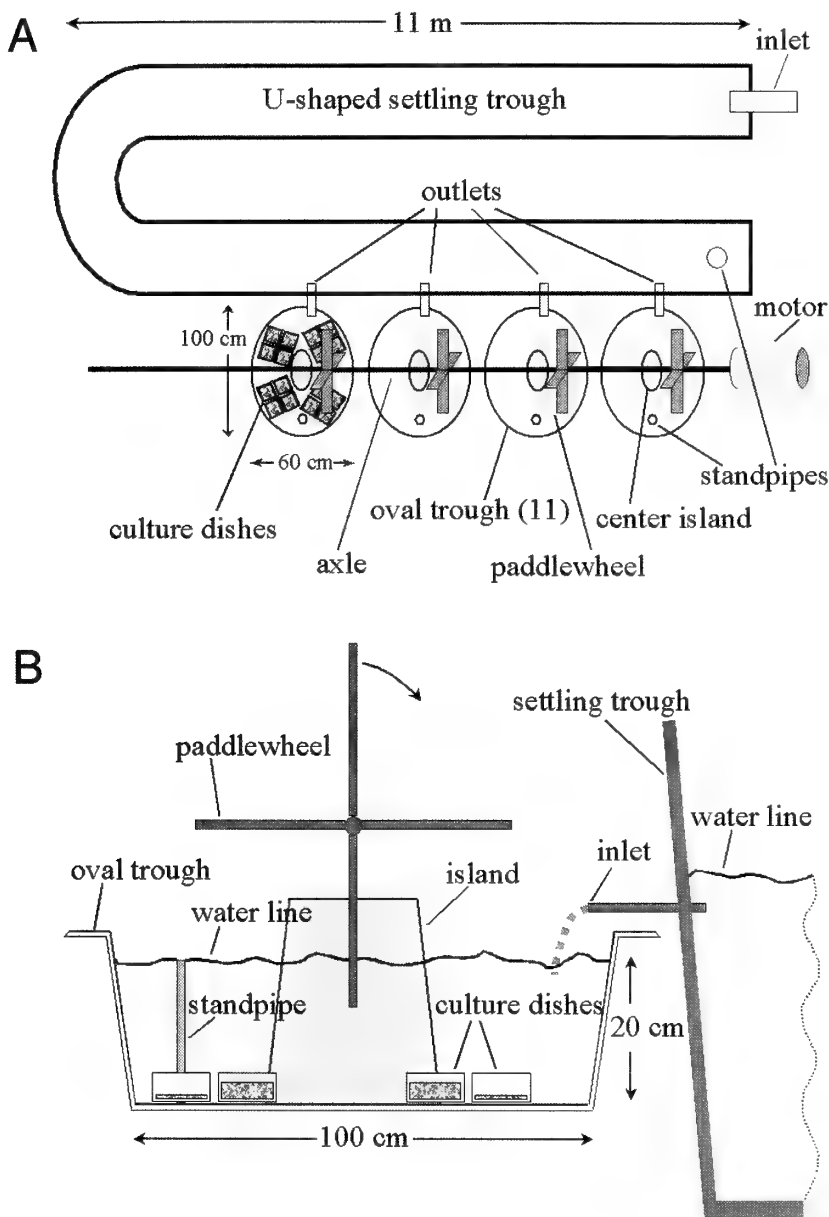 A
11 m
inlet
U-shaped settling trough
outlets
motor
100 cm
60 cm
standpipes
culture dishes
oval trough (11)
center island
axle
paddlewheel
B
settling trough
paddlewheel
water line
inlet
oval trough
island
water line
standpipe
culture dishes
20 cm
100 cm